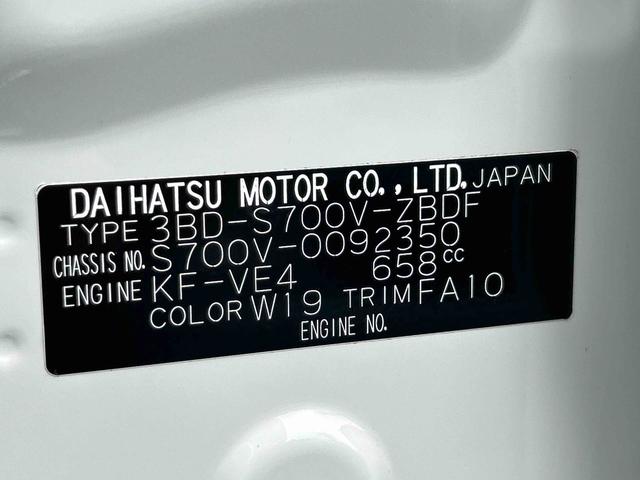 DAIHATSU MOTOR CO., LTD. JAPAN
TYPE 3BD-S700V-ZBDF
CHASSIS NO. S700V-0092350
ENGINE KF-VE4 658cc
COLOR W19 TRIM FA10
ENGINE NO.